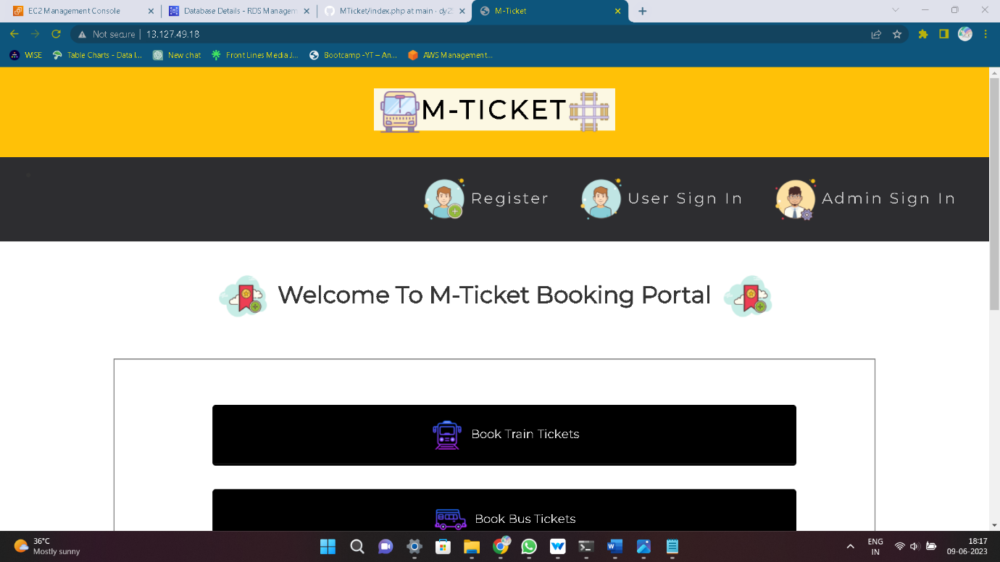 EC2 Management Console
Database Details - RDS Managem
MTicket/index.php at main · dy25
M-Ticket
Not secure | 13.127.49.18
WISE
Table Charts - Data I...
New chat
Front Lines Media J...
Bootcamp -YT – An...
AWS Management...
M-TICKET
Register
User Sign In
Admin Sign In
Welcome To M-Ticket Booking Portal
Book Train Tickets
Book Bus Tickets
36°C
Mostly sunny
ENG
IN
18:17
09-06-2023